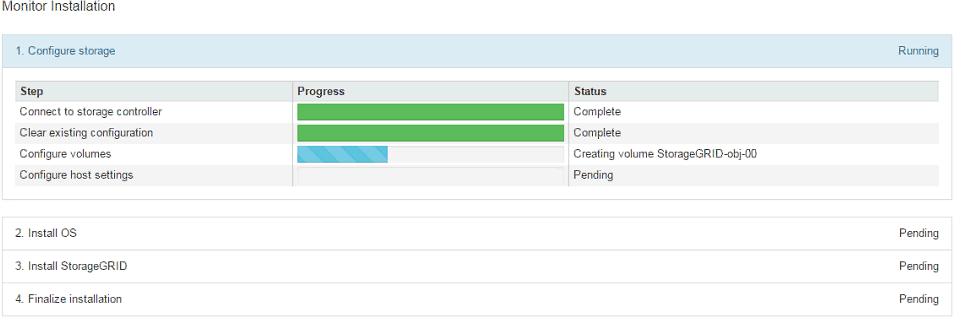 Monitor Installation
1. Configure storage Running
Step Progress Status
Connect to storage controller Complete
Clear existing configuration Complete
Configure volumes Creating volume StorageGRID-obj-00
Configure host settings Pending
2. Install OS Pending
3. Install StorageGRID Pending
4. Finalize installation Pending